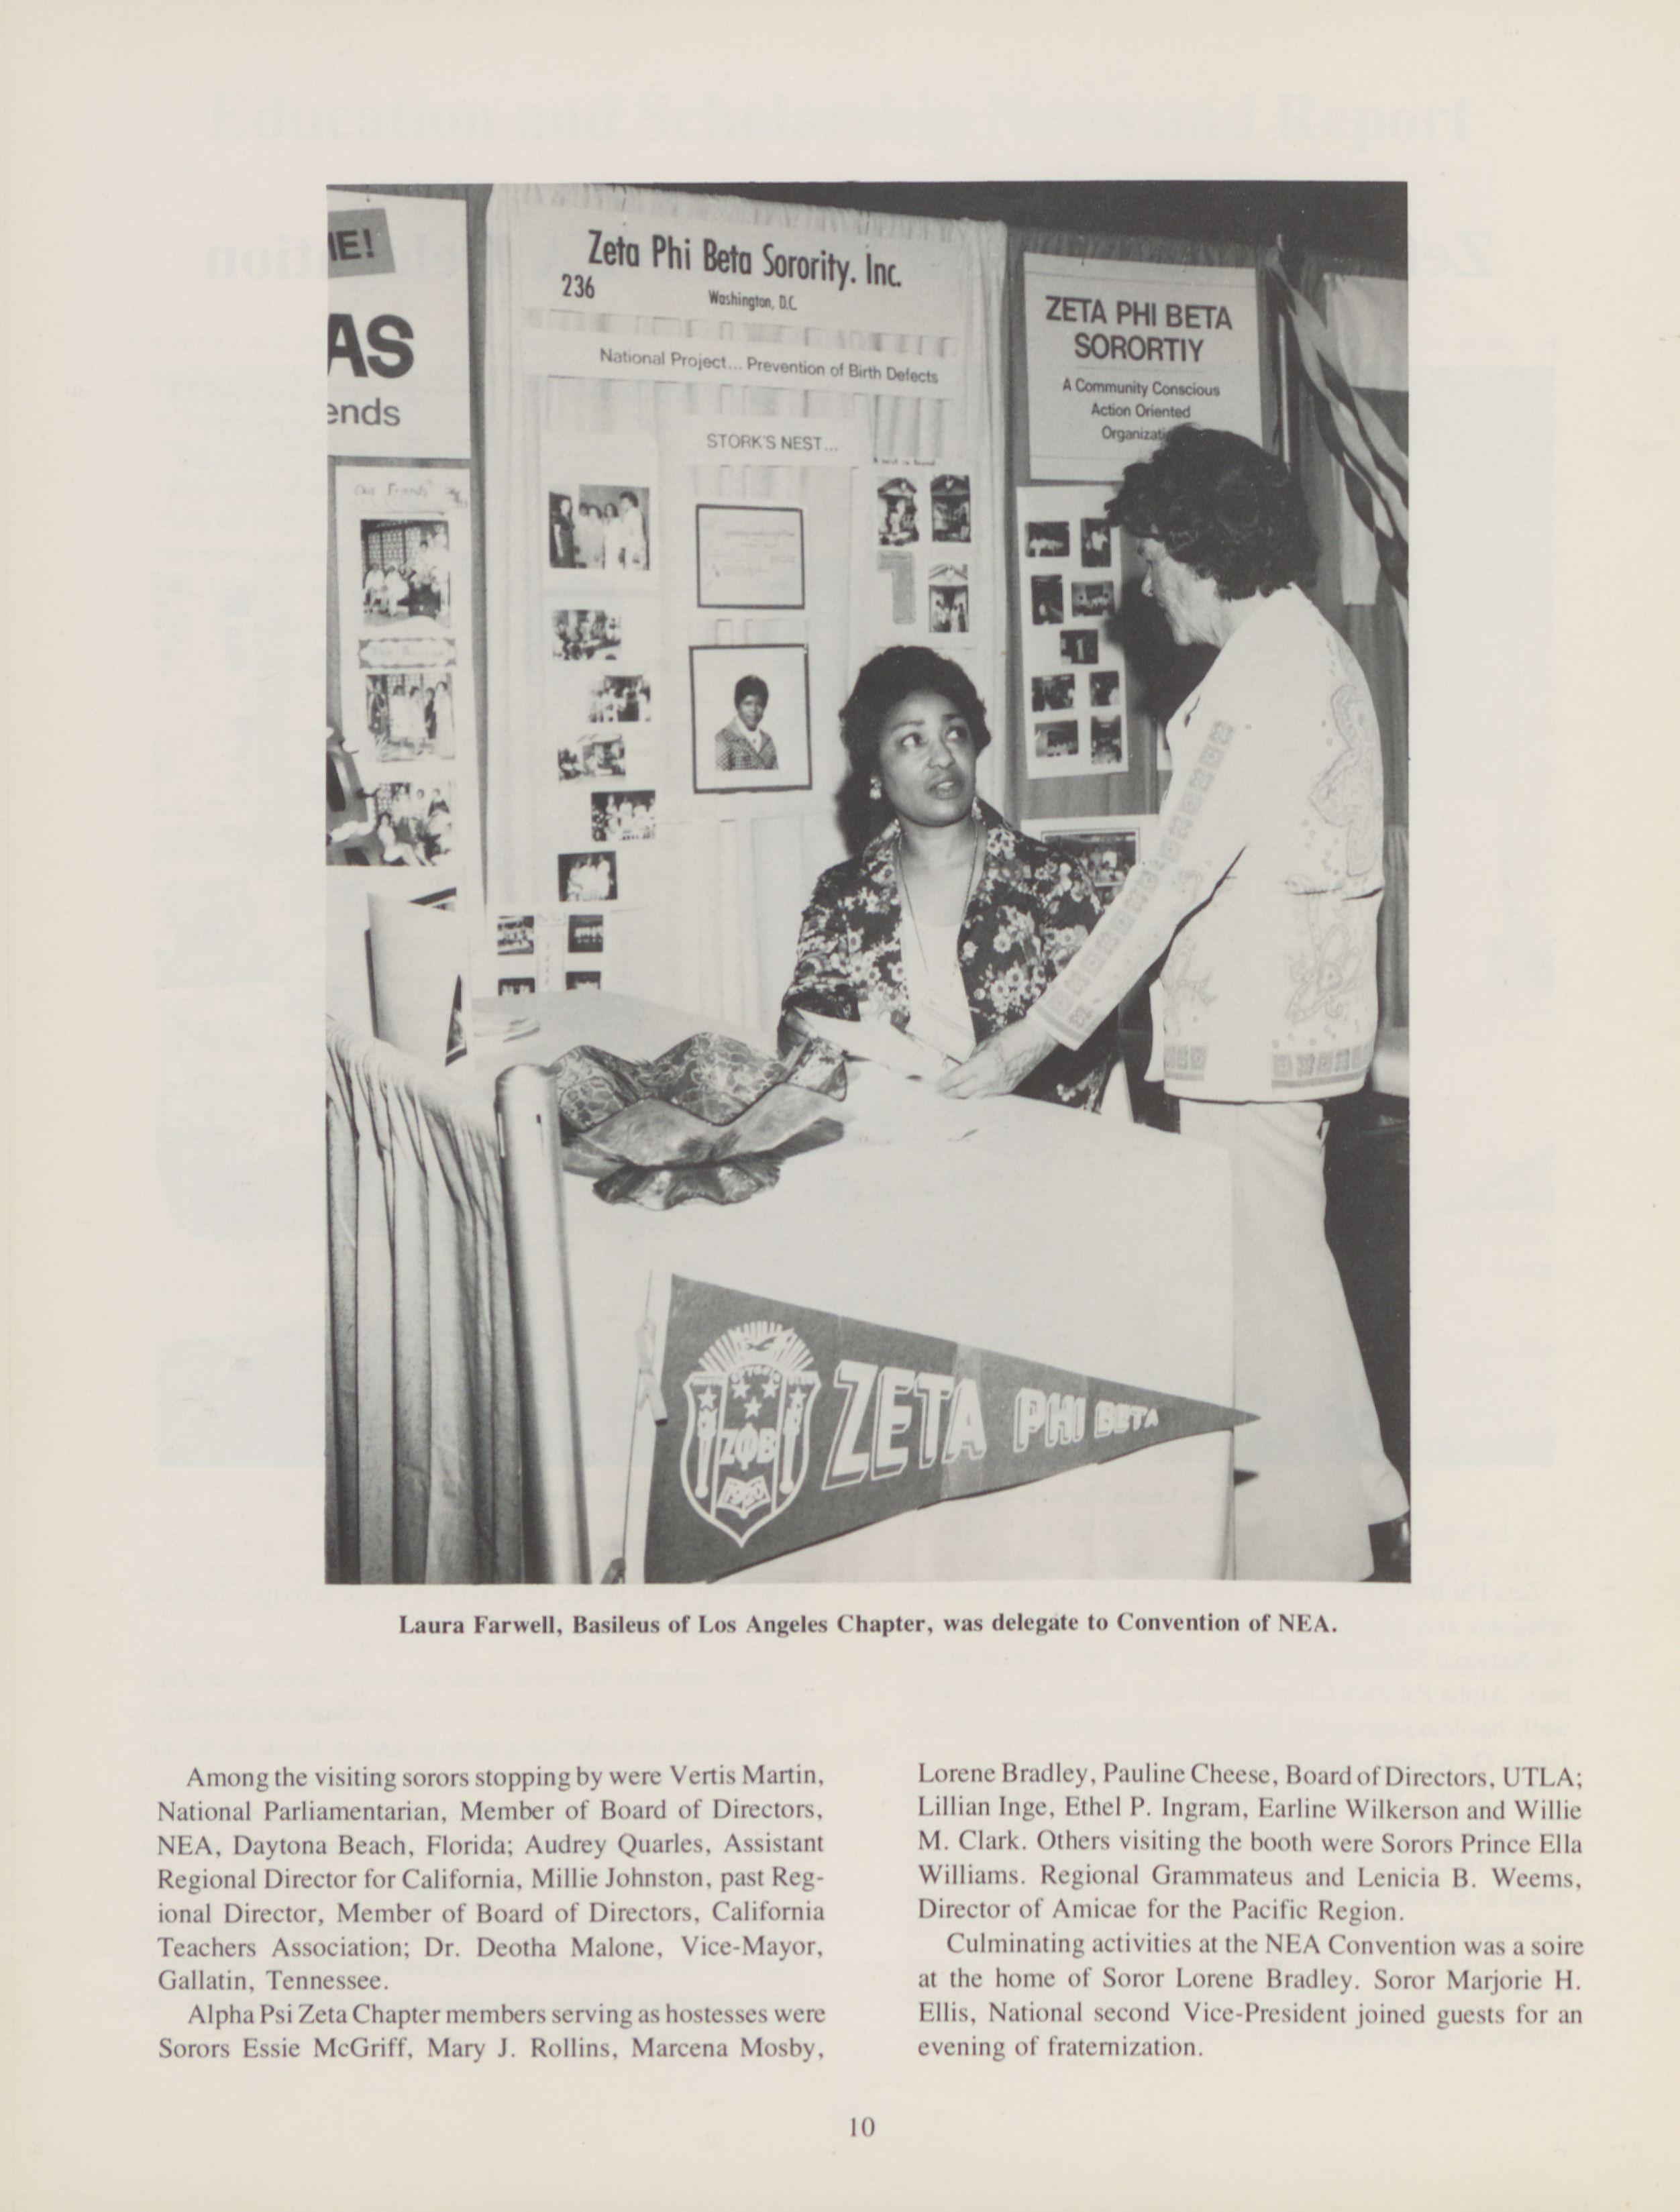 IE!
AS
ends
Our Friends
Zeta Phi Beta Sorority. Inc.
236
Washington, D.C.
National Project... Prevention of Birth Defects
STORK'S NEST...
ZETA PHI BETA
SORORTIY
A Community Conscious
Action Oriented
Organizati
ΖΦΒ
1920
ZETA PHI BETA
Laura Farwell, Basileus of Los Angeles Chapter, was delegate to Convention of NEA.
Among the visiting sorors stopping by were Vertis Martin,
National Parliamentarian, Member of Board of Directors,
NEA, Daytona Beach, Florida; Audrey Quarles, Assistant
Regional Director for California, Millie Johnston, past Reg-
ional Director, Member of Board of Directors, California
Teachers Association; Dr. Deotha Malone, Vice-Mayor,
Gallatin, Tennessee.
Alpha Psi Zeta Chapter members serving as hostesses were
Sorors Essie McGriff, Mary J. Rollins, Marcena Mosby,
Lorene Bradley, Pauline Cheese, Board of Directors, UTLA;
Lillian Inge, Ethel P. Ingram, Earline Wilkerson and Willie
M. Clark. Others visiting the booth were Sorors Prince Ella
Williams. Regional Grammateus and Lenicia B. Weems,
Director of Amicae for the Pacific Region.
Culminating activities at the NEA Convention was a soire
at the home of Soror Lorene Bradley. Soror Marjorie H.
Ellis, National second Vice-President joined guests for an
evening of fraternization.
10